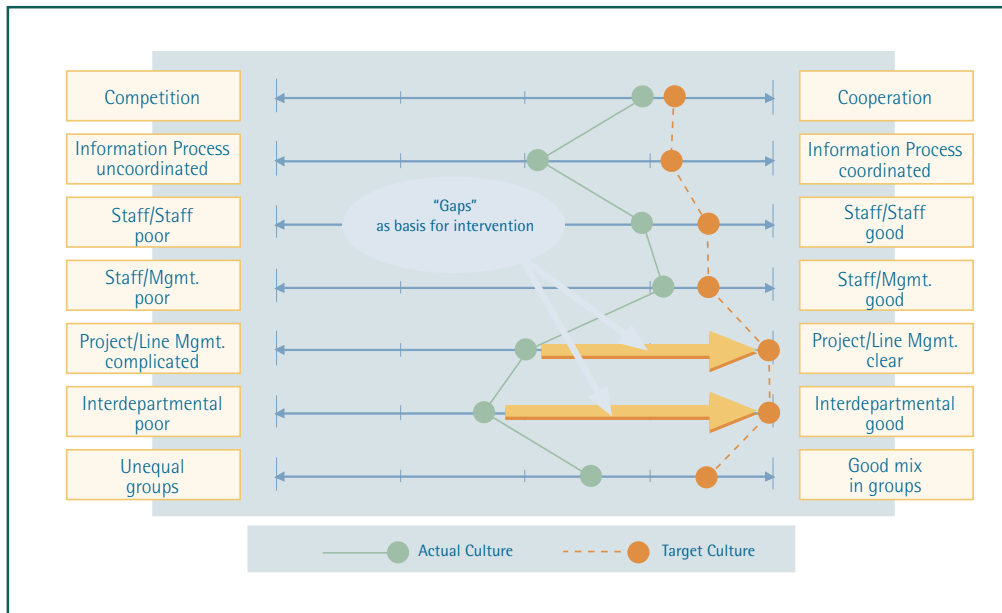 Competition
Cooperation
Information Process
uncoordinated
Information Process
coordinated
"Gaps"
as basis for intervention
Staff/Staff
poor
Staff/Staff
good
Staff/Mgmt.
poor
Staff/Mgmt.
good
Project/Line Mgmt.
complicated
Project/Line Mgmt.
clear
Interdepartmental
poor
Interdepartmental
good
Unequal
groups
Good mix
in groups
Actual Culture
Target Culture